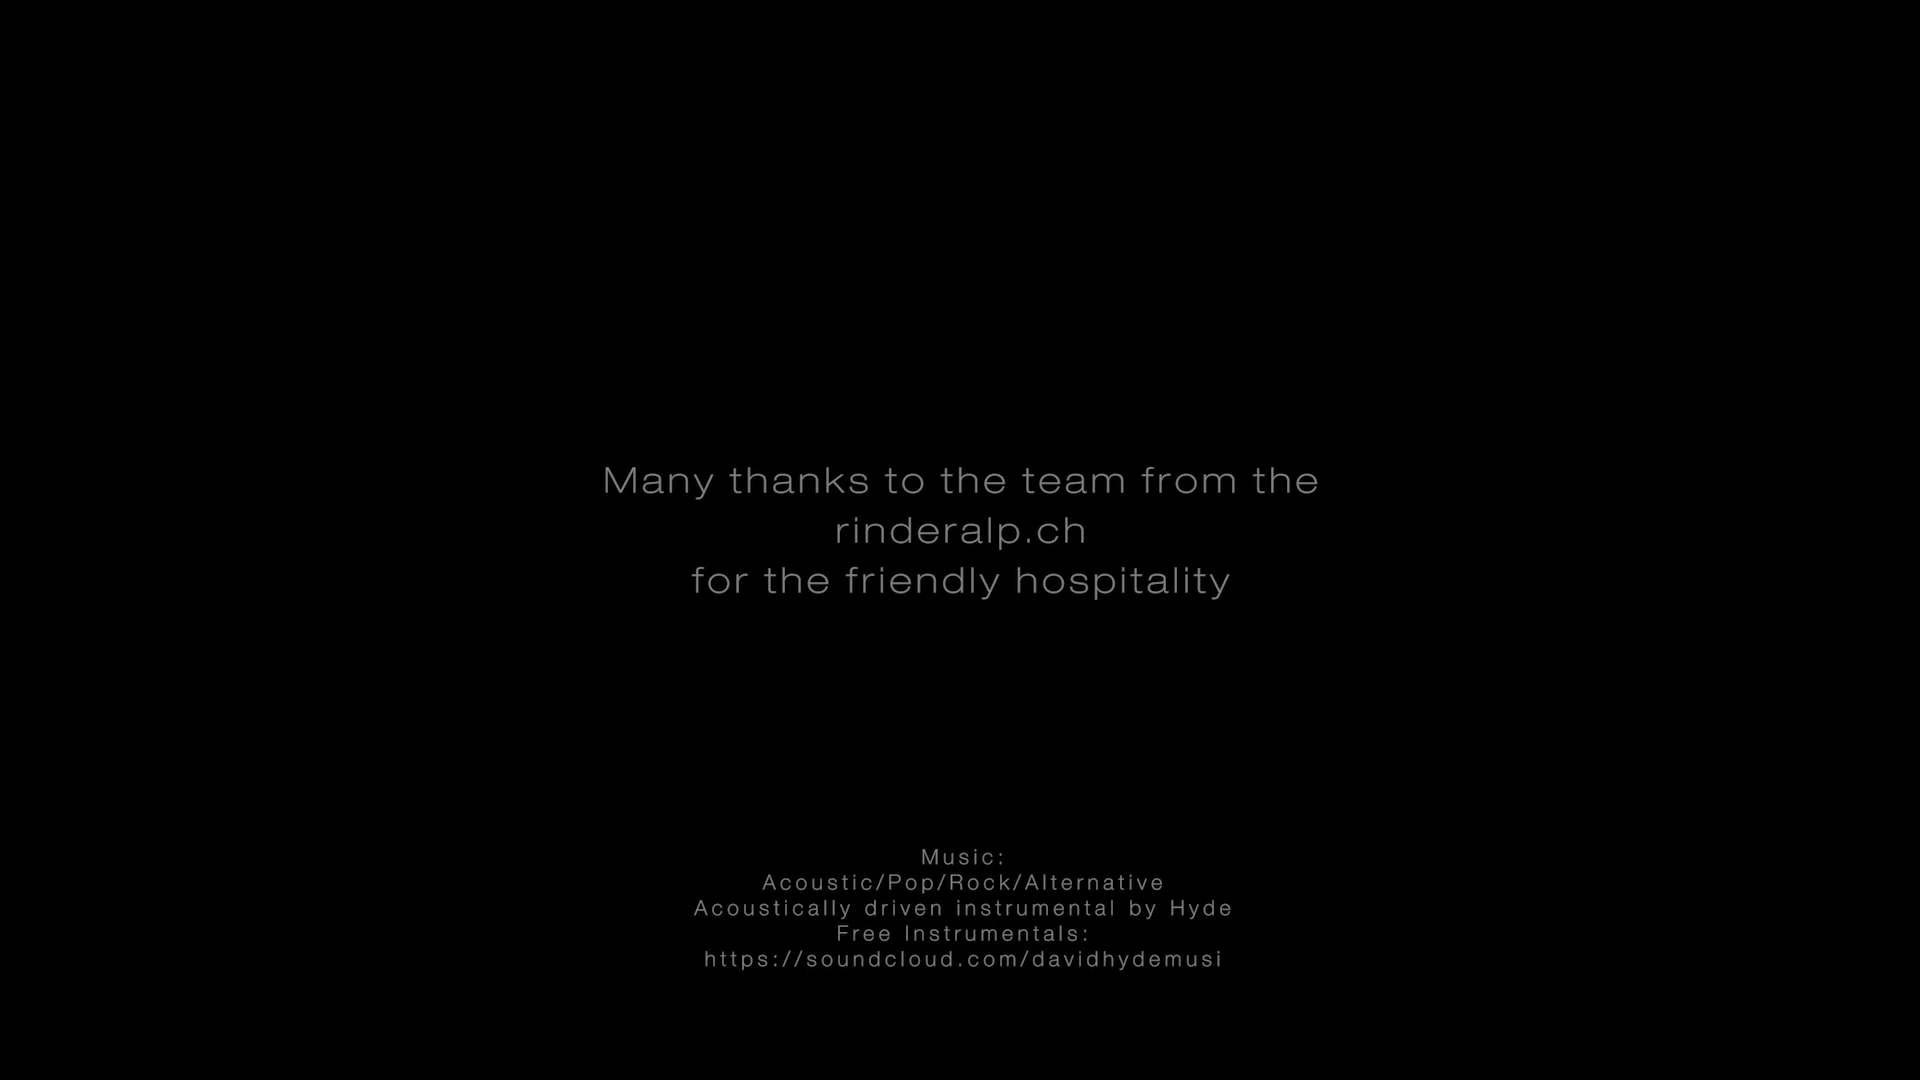 Many thanks to the team from the
rinderalp.ch
for the friendly hospitality
Music:
Acoustic/Pop/Rock/Alternative
Acoustically driven instrumental by Hyde
Free Instrumentals:
https://soundcloud.com/davidhydemusi